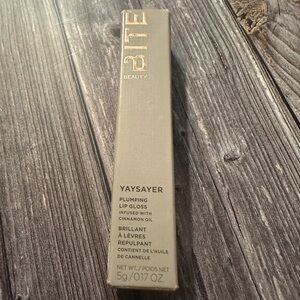 BITE
BEAUTY
YAYSAYER
PLUMPING
LIP GLOSS
INFUSED WITH
CINNAMON OIL
BRILLANT
À LÈVRES
REPULPANT
CONTIENT DE L'HUILE
DE CANNELLE
NET WT. / POIDS NET
5g / 0.17 OZ.